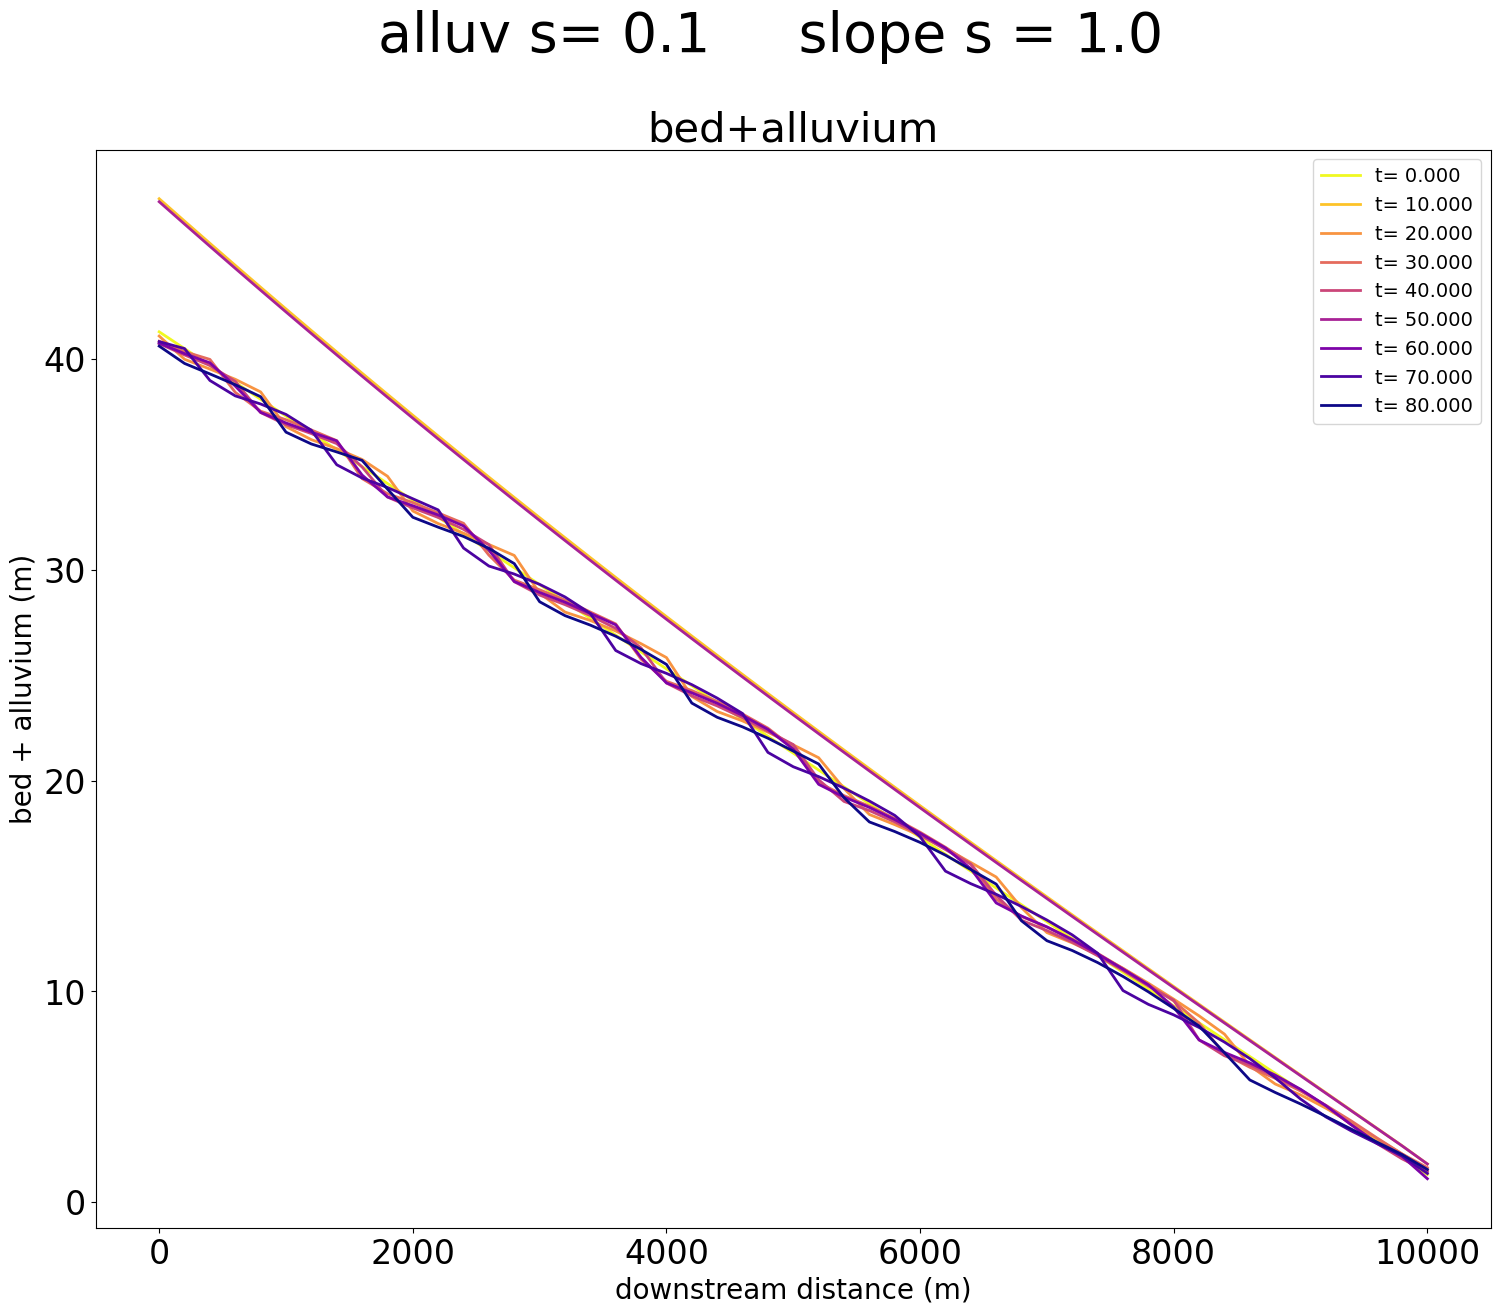 alluv s= 0.1 slope s = 1.0
bed+alluvium
t= 0.000
t= 10.000
t= 20.000
t= 30.000
t= 40.000
t= 50.000
t= 60.000
t= 70.000
t= 80.000
40
30
20
10
0
bed + alluvium (m)
0 2000 4000 6000 8000 10000
downstream distance (m)